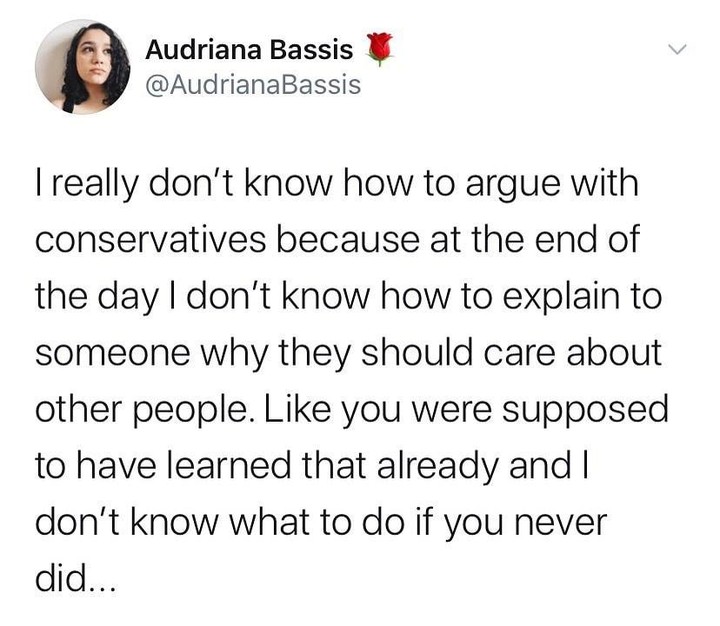 Audriana Bassis 🌹
@AudrianaBassis
I really don’t know how to argue with
conservatives because at the end of
the day I don’t know how to explain to
someone why they should care about
other people. Like you were supposed
to have learned that already and I
don’t know what to do if you never
did...